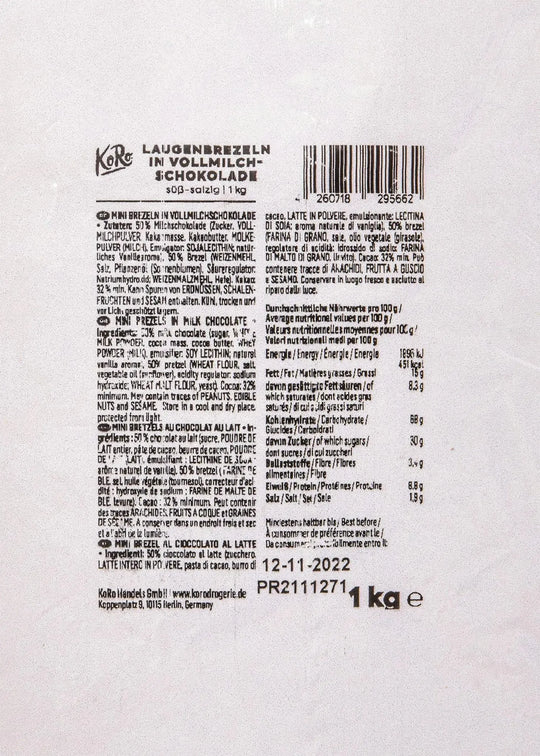 KoRo
LAUGENBREZELN
IN VOLLMILCH-
SCHOKOLADE
süß-salzig | 1 kg
260718 295662
MINI BREZELN IN VOLLMILCHSCHOKOLADE
• Zutaten: 50% Milchschokolade (Zucker, VOLL-
MILCHPULVER, Kakaomasse, Kakaobutter, MOLKE-
PULVER (MILCH), Emulgator: SOJALECITHIN; natür-
liches Vanillearoma), 50% Brezel (WEIZENMEHL,
Salz, Pflanzenöl (Sonnenblumen), Säureregulator:
Natriumhydroxid; WEIZENMALZMEHL, Hefe). Kakao:
32% min. Kann Spuren von ERDNÜSSEN, SCHALEN-
FRÜCHTEN und SESAM enthalten. Kühl, trocken und
vor Licht geschützt lagern.
MINI PREZELS IN MILK CHOCOLATE •
Ingredients: 50% milk chocolate (sugar, WHOLE
MILK POWDER, cocoa mass, cocoa butter, WHEY
POWDER (MILK), emulsifier: SOY LECITHIN; natural
vanilla aroma), 50% pretzel (WHEAT FLOUR, salt,
vegetable oil (sunflower), acidity regulator: sodium
hydroxide; WHEAT MALT FLOUR, yeast). Cocoa: 32%
minimum. May contain traces of PEANUTS, EDIBLE
NUTS and SESAME. Store in a cool and dry place,
protected from light.
MINI BRETZELS AU CHOCOLAT AU LAIT • In-
grédients: 50% chocolat au lait (sucre, POUDRE DE
LAIT entier, pâte de cacao, beurre de cacao, POUDRE
DE LAIT, émulsifiant: LECITHINE DE SOJA;
arôme naturel de vanille), 50% bretzel (FARINE DE
BLE, sel, huile végétale (tournesol), correcteur d'aci-
dité: hydroxyde de sodium; FARINE DE MALTE DE
BLE, levure). Cacao: 32% minimum. Peut contenir
des traces ARACHIDES, FRUITS A COQUE et GRAINES
DE SESAME. A conserver dans un endroit frais et sec
et à l'abri de la lumière.
MINI BREZEL AL CIOCCOLATO AL LATTE
• Ingredienti: 50% cioccolato al latte (zucchero,
LATTE INTERO IN POLVERE, pasta di cacao, burro di
cacao, LATTE IN POLVERE, emulsionante: LECITINA
DI SOIA; aroma naturale di vaniglia), 50% brezel
(FARINA DI GRANO, sale, olio vegetale (girasole),
regolatore di acidità: idrossido di sodio; FARINA
DI MALTO DI GRANO, lievito). Cacao: 32% min. Può
contenere tracce di ARACHIDI, FRUTTA A GUSCIO
e SESAMO. Conservare in luogo fresco e asciutto al
riparo dalla luce.
Durchschnittliche Nährwerte pro 100 g /
Average nutritional values per 100 g /
Valeurs nutritionnelles moyennes pour 100 g /
Valori nutrizionali medi per 100 g
Energie / Energy / Énergie / Energie 1896 kJ
451 kcal
Fett / Fat / Matières grasses / Grassi 15 g
davon gesättigte Fettsäuren / of 8.3 g
which saturates / dont acides gras
saturés / di cui acidi grassi saturi
Kohlenhydrate / Carbohydrate / 68 g
Glucides / Carboidrati
davon Zucker / of which sugars / 30 g
dont sucres / di cui zuccheri
Ballaststoffe / Fibre / Fibres 3.4 g
alimentaires / Fibre
Eiweiß / Protein / Protéines / Proteine 8.8 g
Salz / Salt / Sel / Sale 1.9 g
Mindestens haltbar bis / Best before /
À consommer de préférence avant le /
Da consumarsi preferibilmente entro il:
12-11-2022
PR2111271
1 kg e
KoRo Handels GmbH | www.korodrogerie.de
Koppenplatz 9, 10115 Berlin, Germany